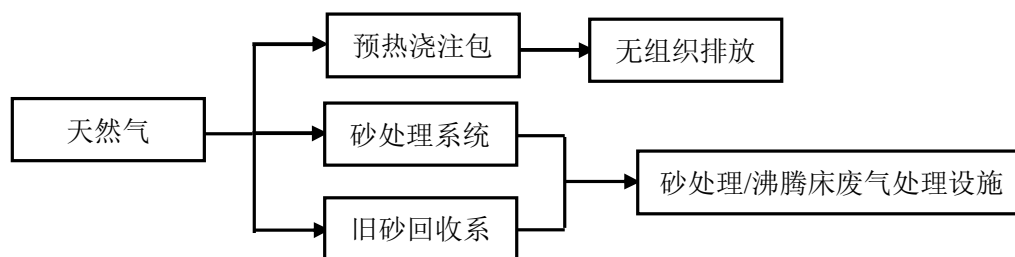 预热浇注包
无组织排放
天然气
砂处理系统
砂处理/沸腾床废气处理设施
旧砂回收系